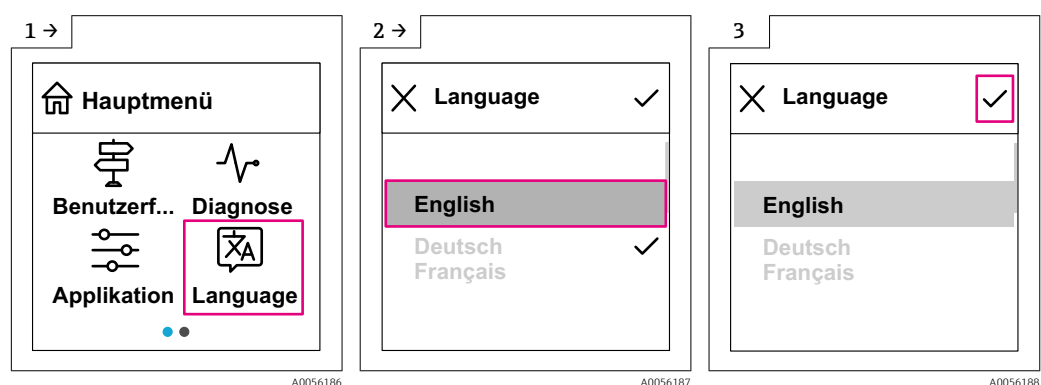 1 →
Hauptmenü
Benutzerf... Diagnose
Applikation Language
A0056186
2 →
Language
English
Deutsch
Français
A0056187
3
Language
English
Deutsch
Français
A0056188